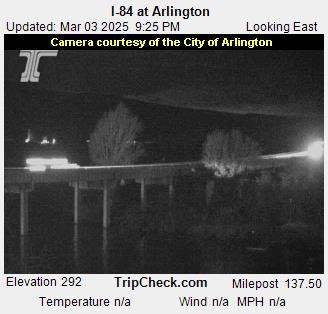 I-84 at Arlington
Updated: Mar 03 2025 9:25 PM Looking East
Camera courtesy of the City of Arlington
Elevation 292 TripCheck.com Milepost 137.50
Temperature n/a Wind n/a MPH n/a